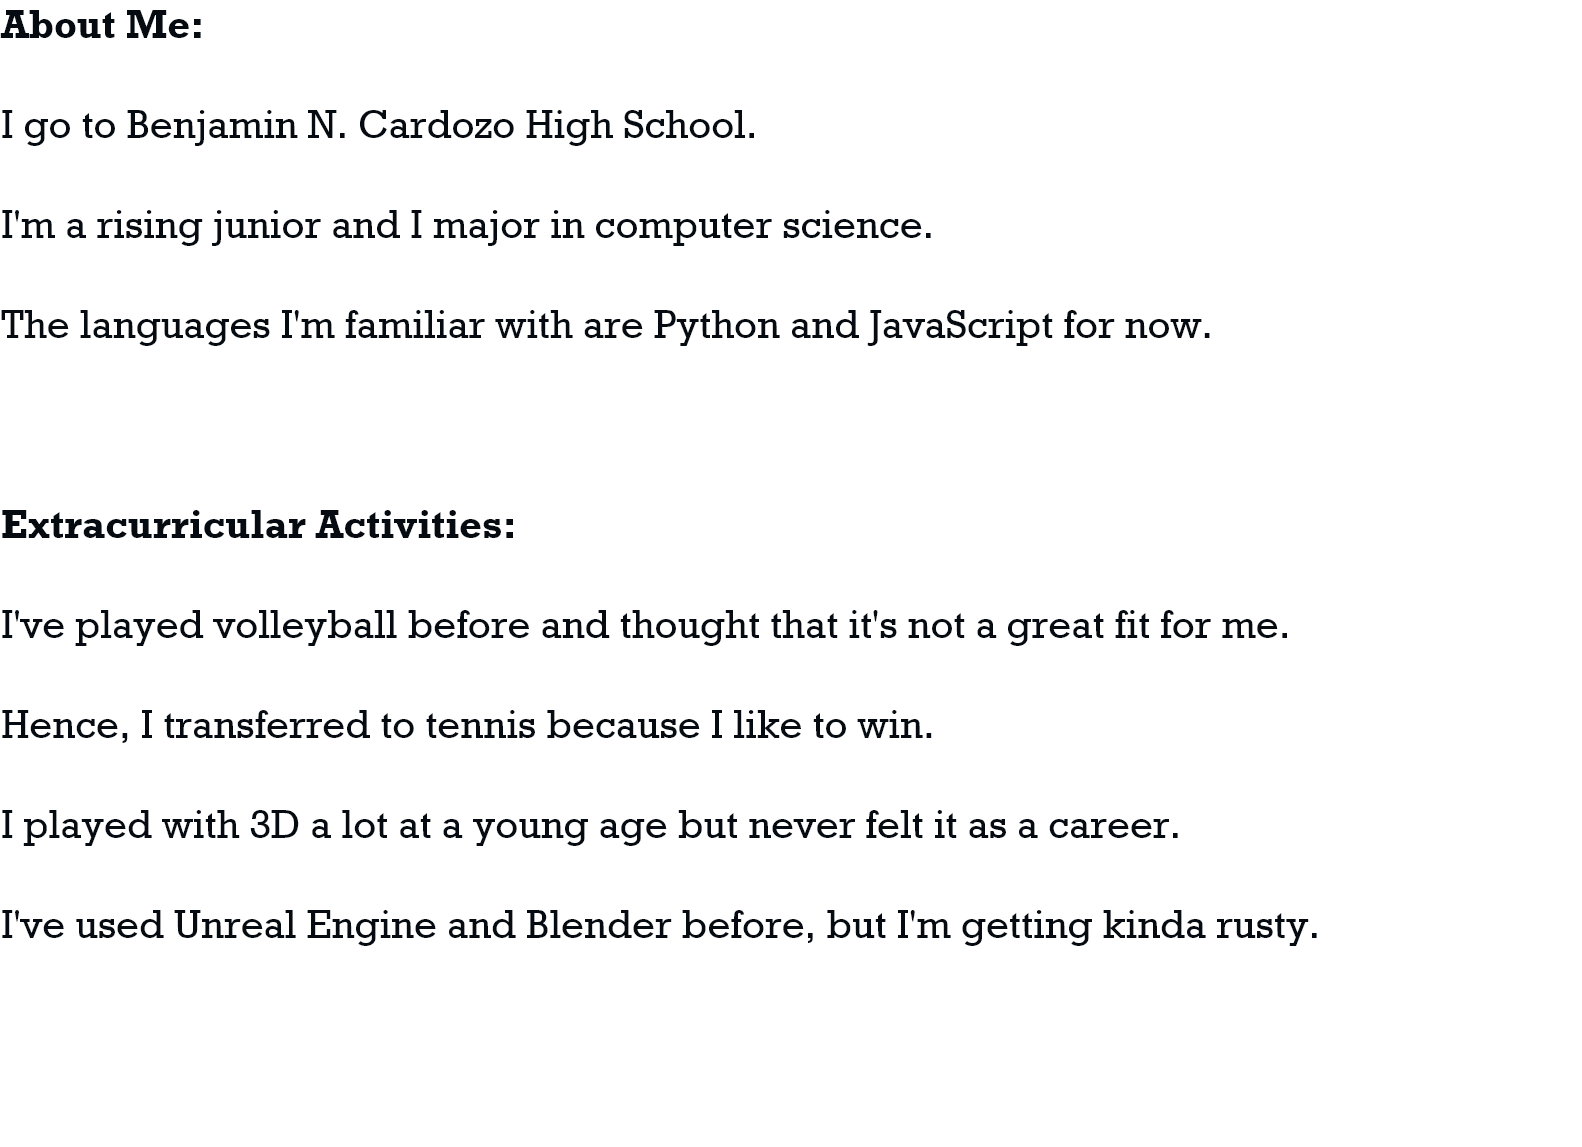 About Me:
I go to Benjamin N. Cardozo High School.
I'm a rising junior and I major in computer science.
The languages I'm familiar with are Python and JavaScript for now.
Extracurricular Activities:
I've played volleyball before and thought that it's not a great fit for me.
Hence, I transferred to tennis because I like to win.
I played with 3D a lot at a young age but never felt it as a career.
I've used Unreal Engine and Blender before, but I'm getting kinda rusty.